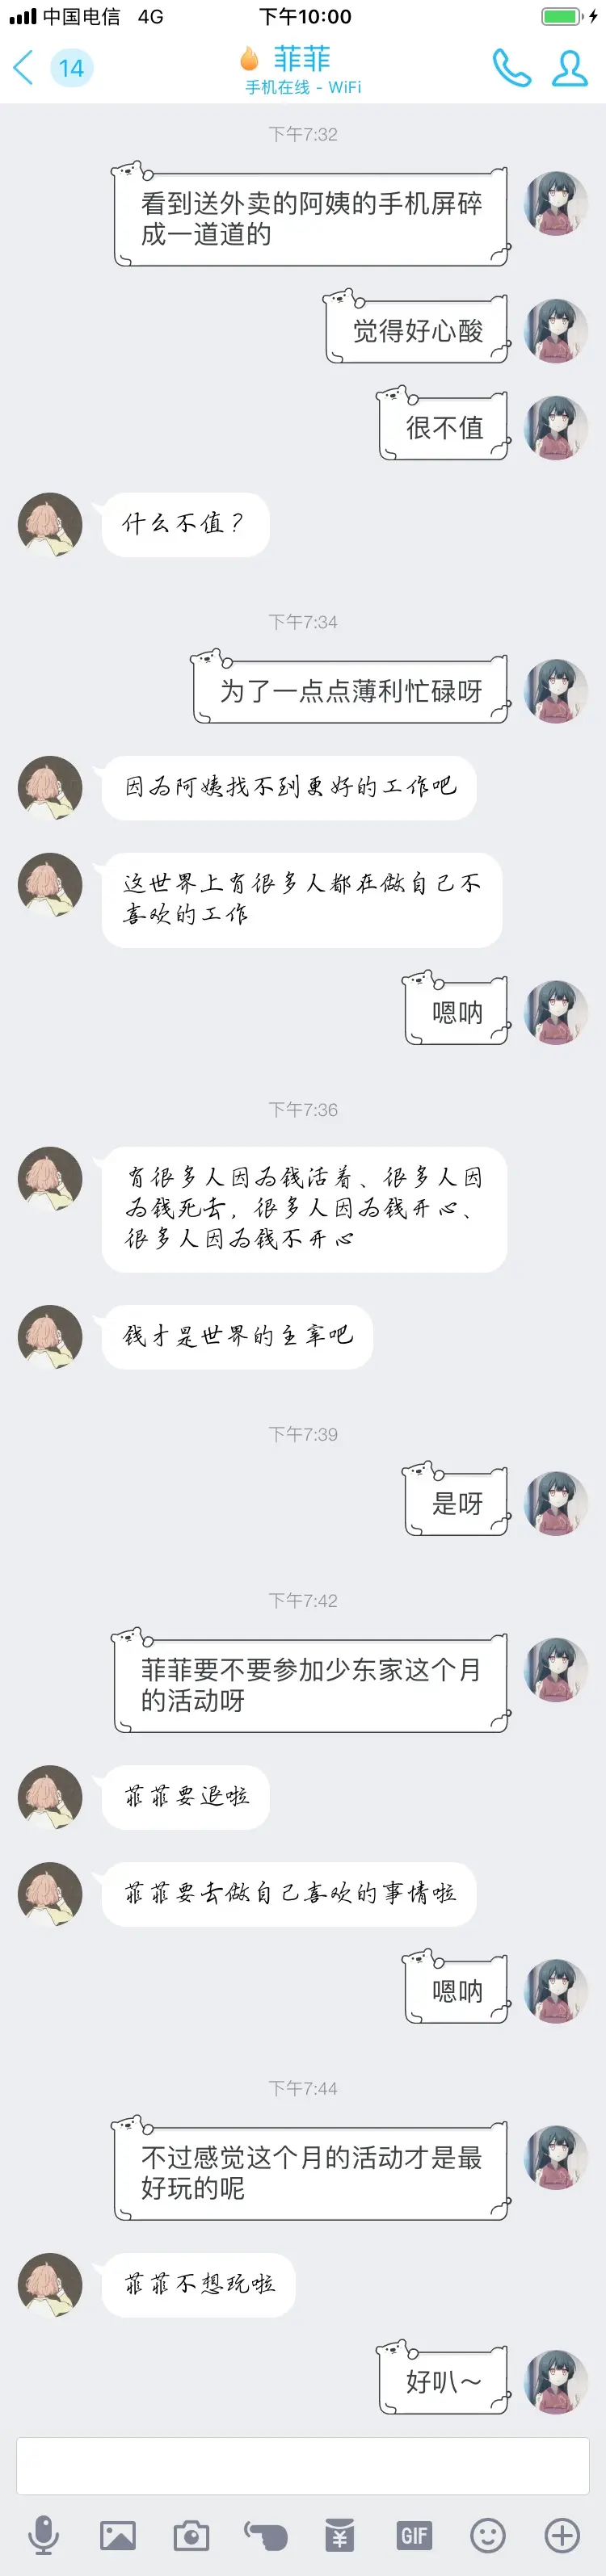 中国电信 4G 下午10:00
14 菲菲
手机在线 - WiFi
下午7:32
看到送外卖的阿姨的手机屏碎
成一道道的
觉得好心酸
很不值
什么不值？
下午7:34
为了一点点薄利忙碌呀
因为阿姨找不到更好的工作吧
这世界上有很多人都在做自己不
喜欢的工作
嗯呐
下午7:36
有很多人因为钱活着、很多人因
为钱死去，很多人因为钱开心、
很多人因为钱不开心
钱才是世界的主宰吧
下午7:39
是呀
下午7:42
菲菲要不要参加少东家这个月
的活动呀
菲菲要退啦
菲菲要去做自己喜欢的事情啦
嗯呐
下午7:44
不过感觉这个月的活动才是最
好玩的呢
菲菲不想玩啦
好叭～
¥ GIF